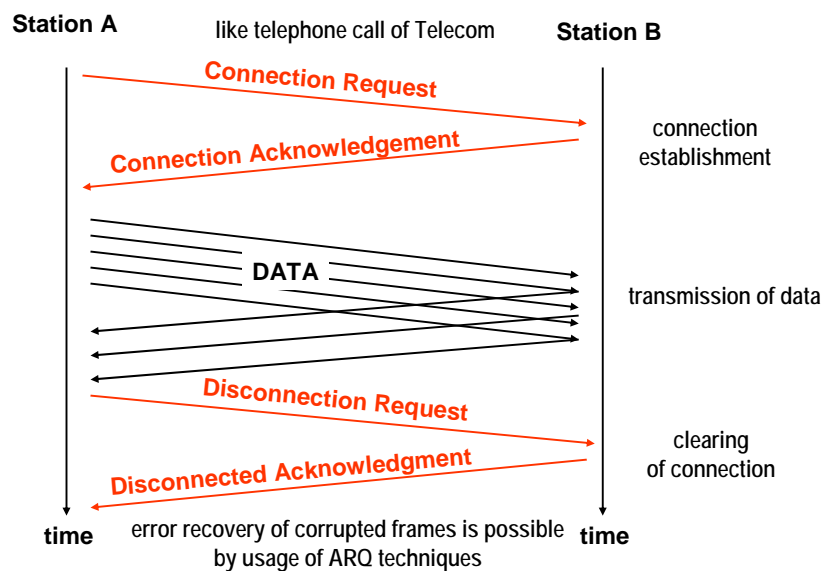 Station A
like telephone call of Telecom
Station B
Connection Request
connection
establishment
Connection Acknowledgement
DATA
transmission of data
Disconnection Request
clearing
of connection
Disconnected Acknowledgment
time
error recovery of corrupted frames is possible
by usage of ARQ techniques
time